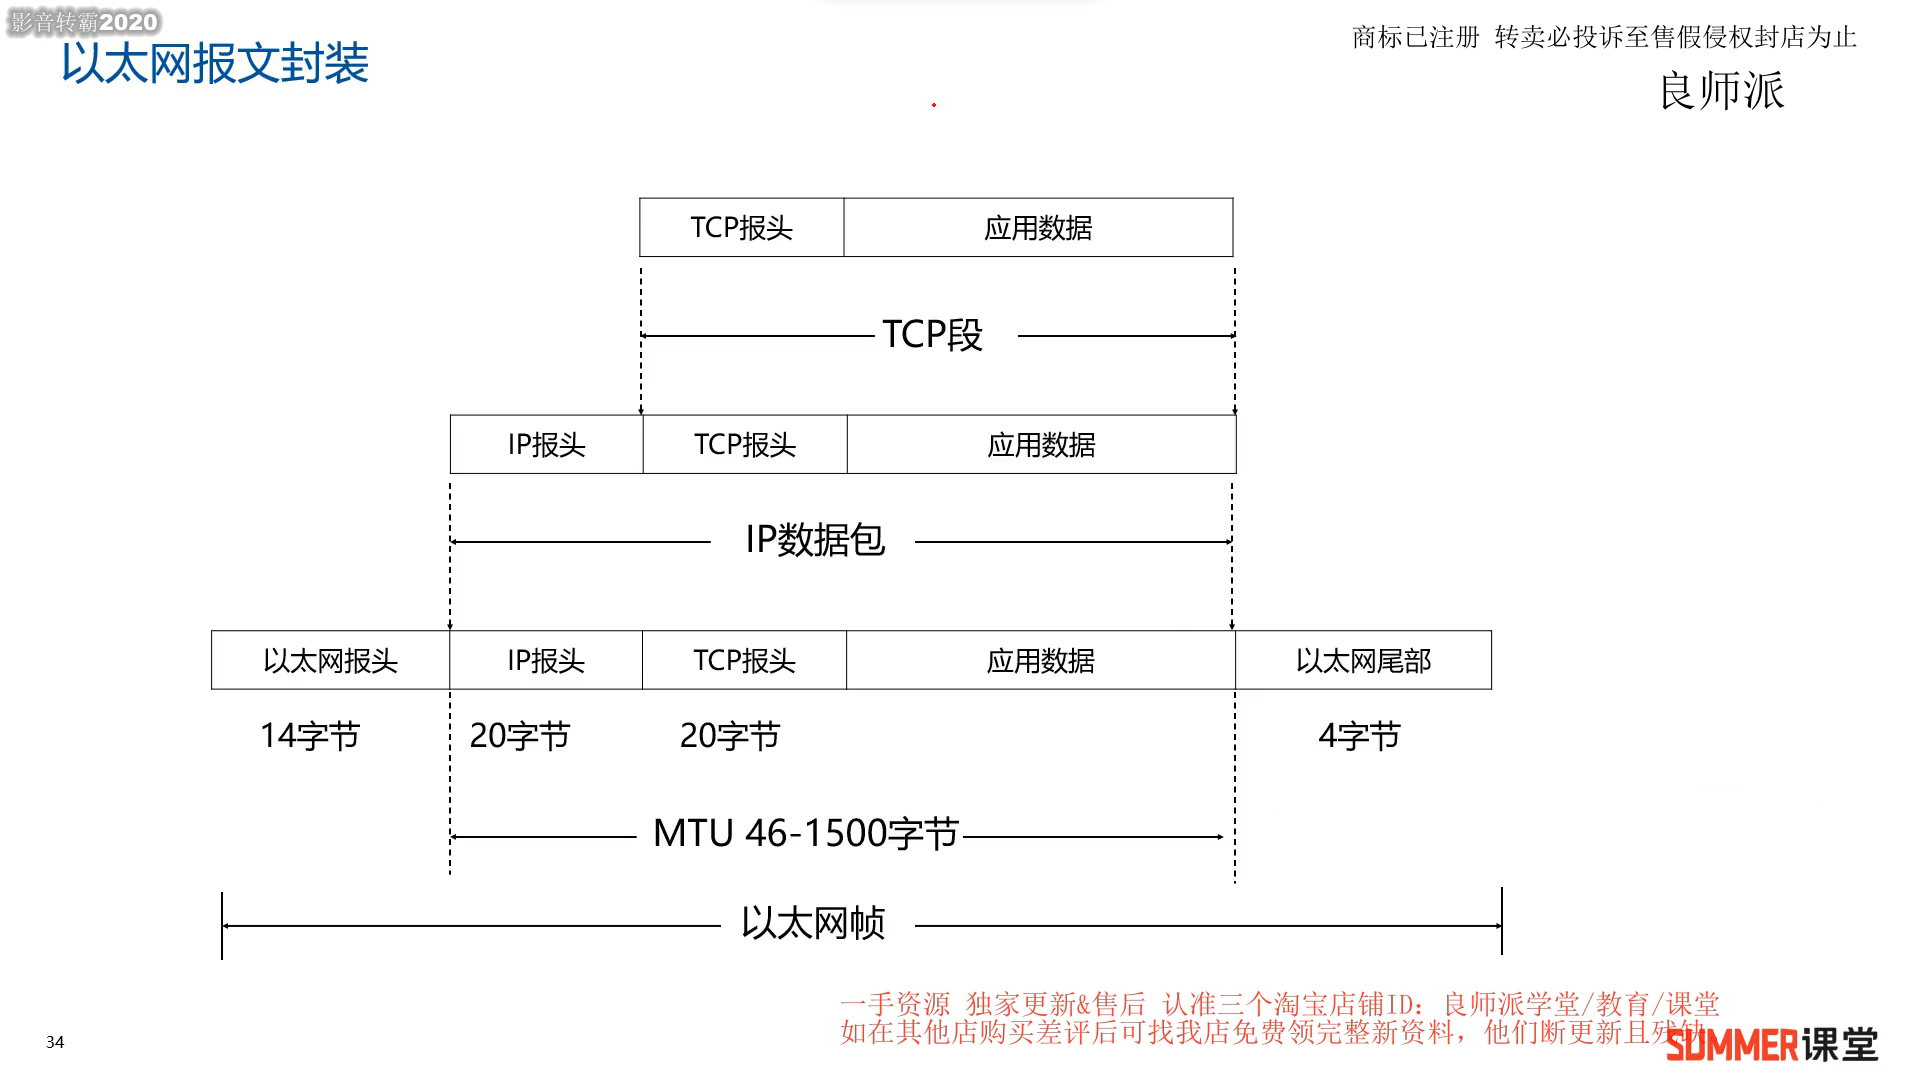 影音转霸2020
以太网报文封装
商标已注册 转卖必投诉至售假侵权封店为止
良师派
TCP报头 应用数据
TCP段
IP报头 TCP报头 应用数据
IP数据包
以太网报头 IP报头 TCP报头 应用数据 以太网尾部
14字节 20字节 20字节 4字节
MTU 46-1500字节
以太网帧
一手资源 独家更新&售后 认准三个淘宝店铺ID：良师派学堂/教育/课堂
如在其他店购买差评后可找我店免费领完整新资料，他们断更新且残缺
34
SUMMER课堂